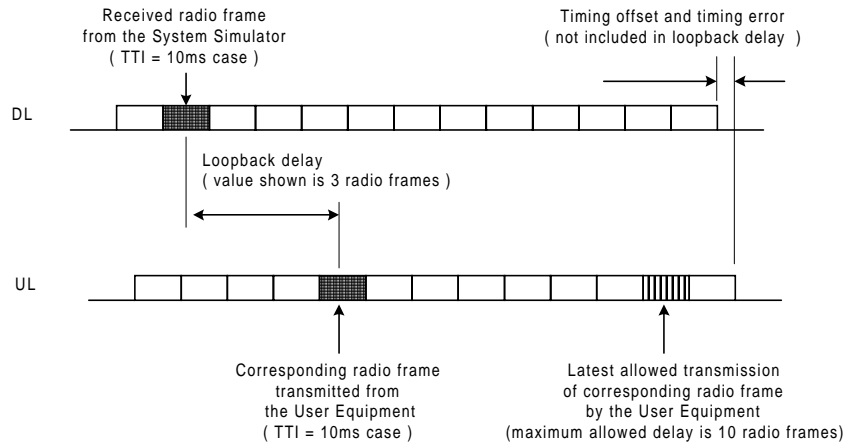 Received radio frame
from the System Simulator
( TTI = 10ms case )
Timing offset and timing error
( not included in loopback delay )
DL
Loopback delay
( value shown is 3 radio frames )
UL
Corresponding radio frame
transmitted from
the User Equipment
( TTI = 10ms case )
Latest allowed transmission
of corresponding radio frame
by the User Equipment
(maximum allowed delay is 10 radio frames)